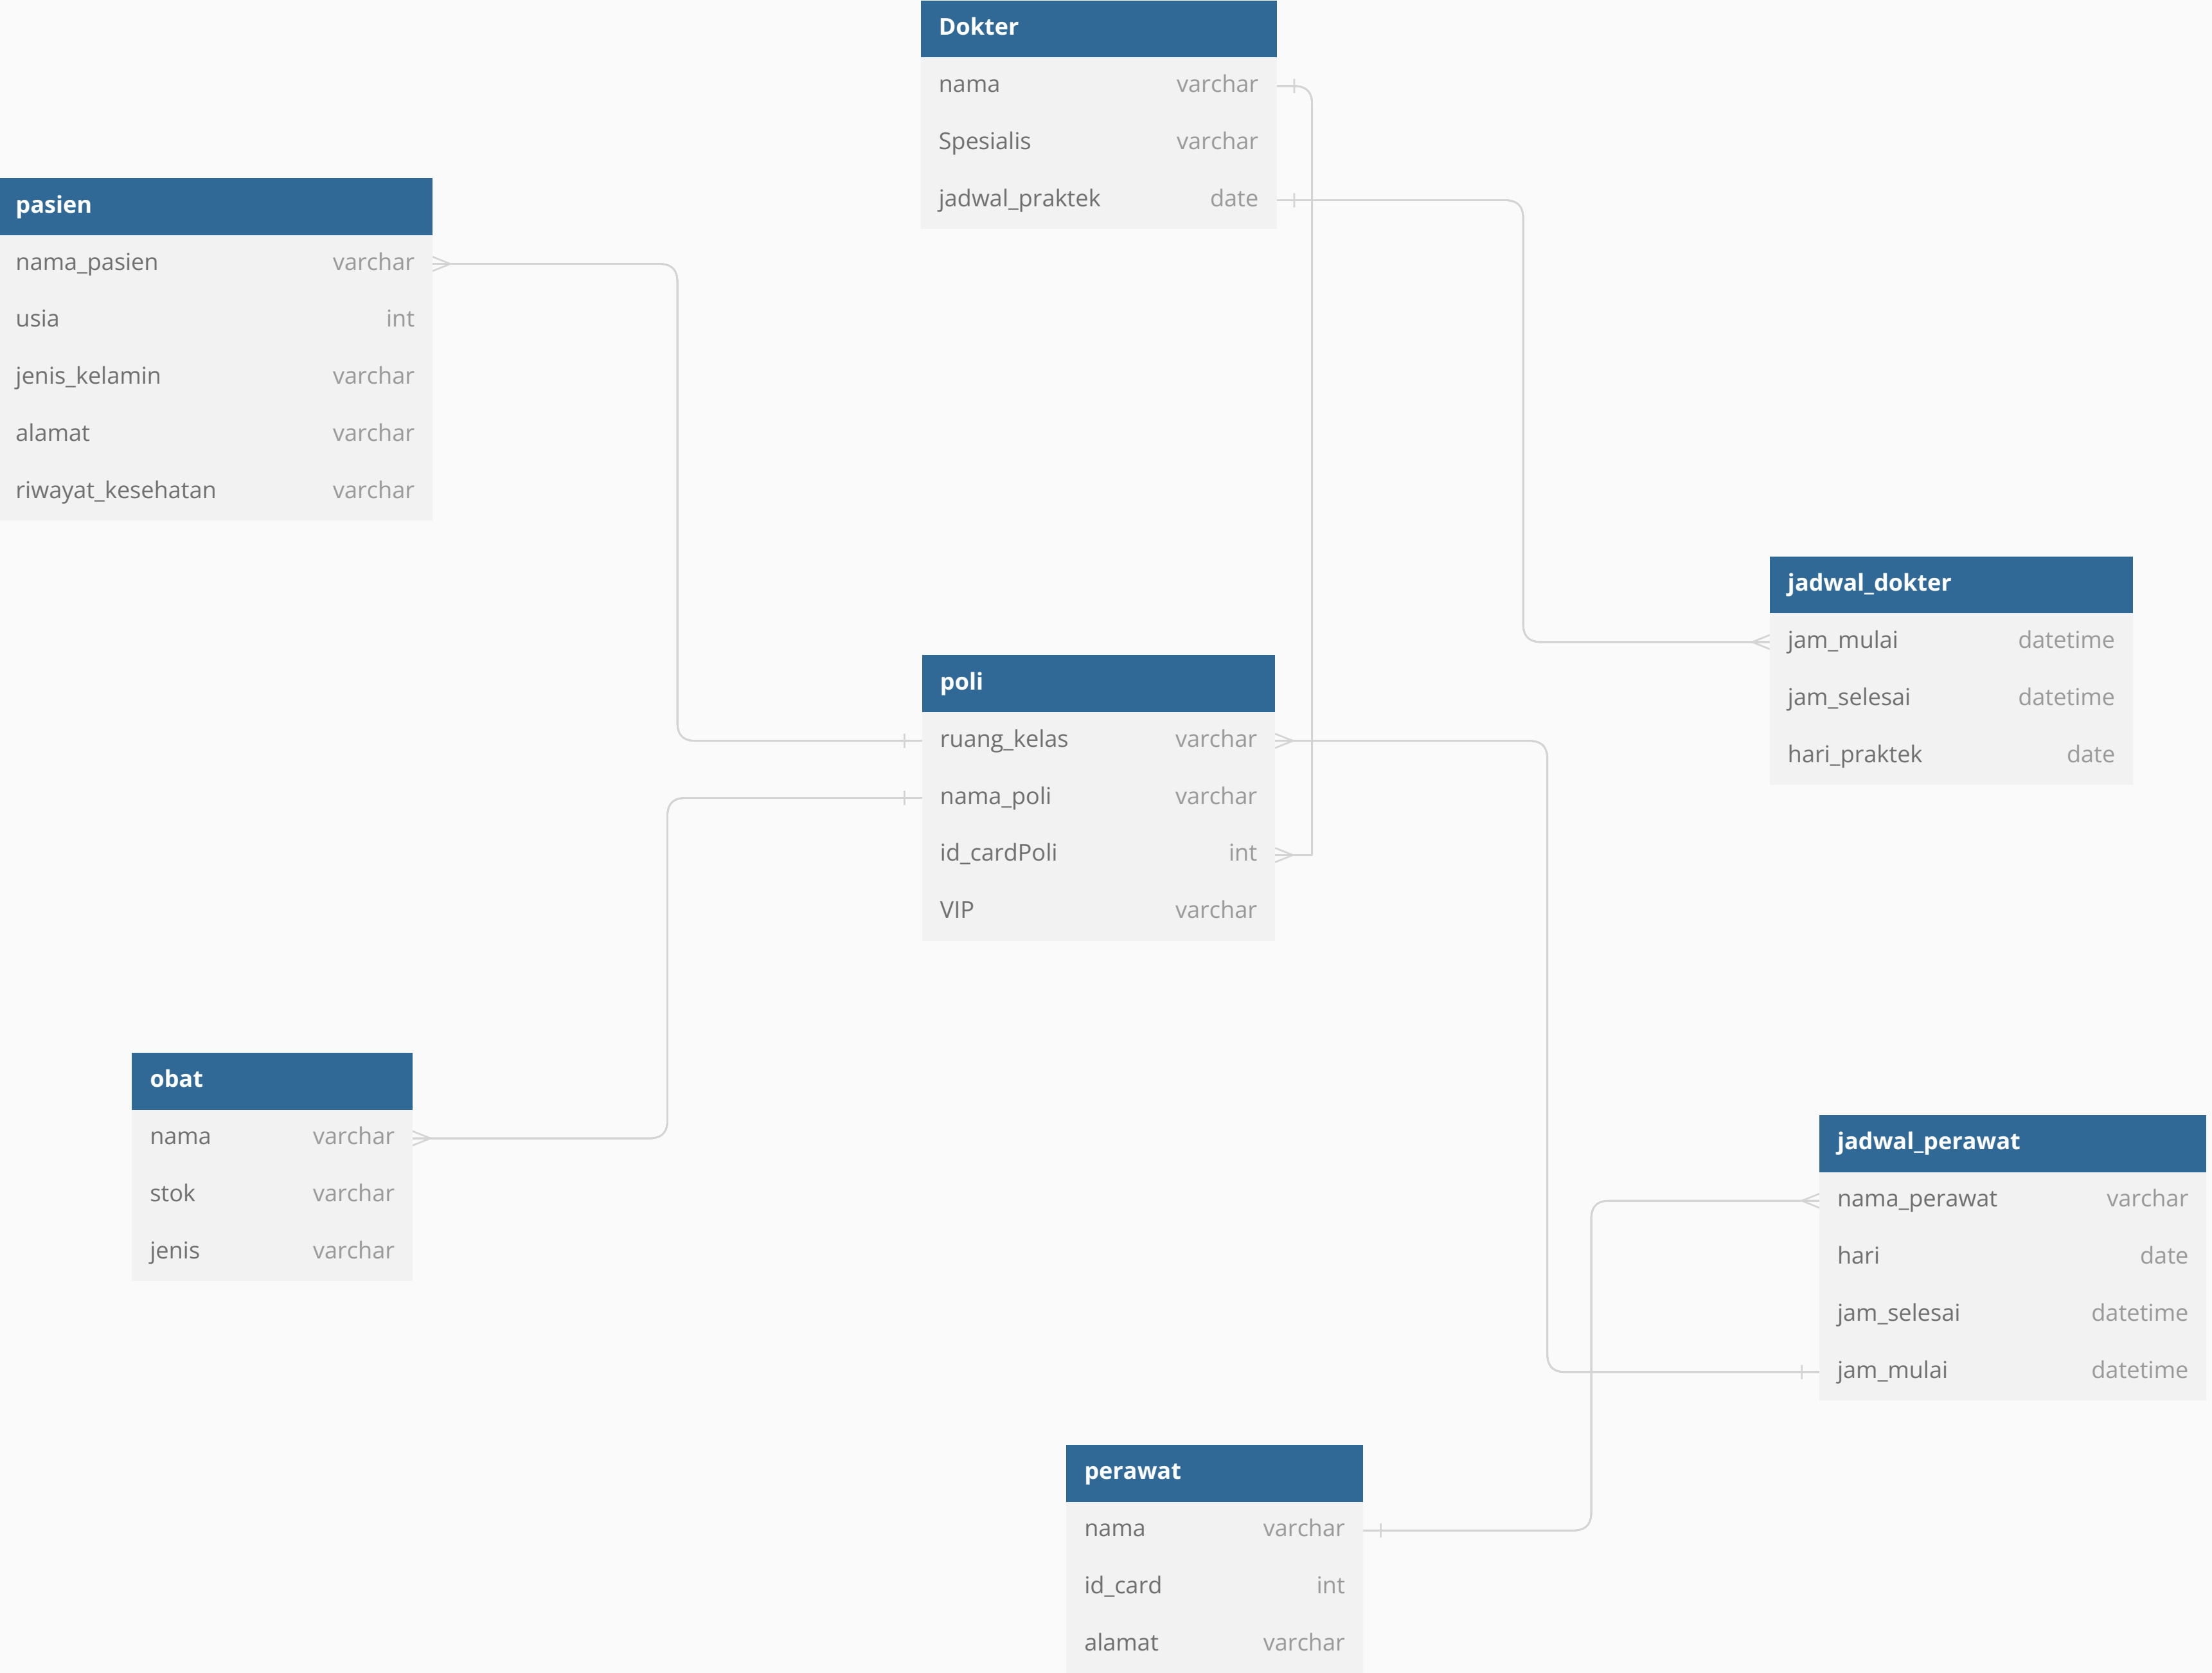 Dokter
nama varchar
Spesialis varchar
jadwal_praktek date
pasien
nama_pasien varchar
usia int
jenis_kelamin varchar
alamat varchar
riwayat_kesehatan varchar
jadwal_dokter
jam_mulai datetime
jam_selesai datetime
hari_praktek date
poli
ruang_kelas varchar
nama_poli varchar
id_cardPoli int
VIP varchar
obat
nama varchar
stok varchar
jenis varchar
jadwal_perawat
nama_perawat varchar
hari date
jam_selesai datetime
jam_mulai datetime
perawat
nama varchar
id_card int
alamat varchar